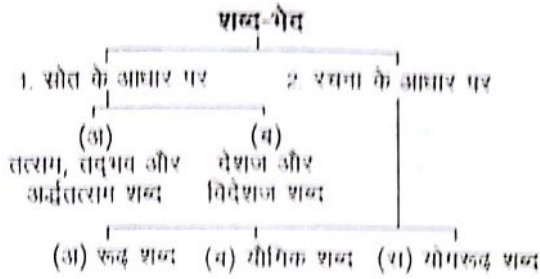 शब्द-भेद
1. स्रोत के आधार पर 2. रचना के आधार पर
(अ) (ब)
तत्सम, तद्भव और देशज और
अर्द्धतत्सम शब्द विदेशज शब्द
(अ) रूढ़ शब्द (ब) यौगिक शब्द (स) योगरूढ़ शब्द